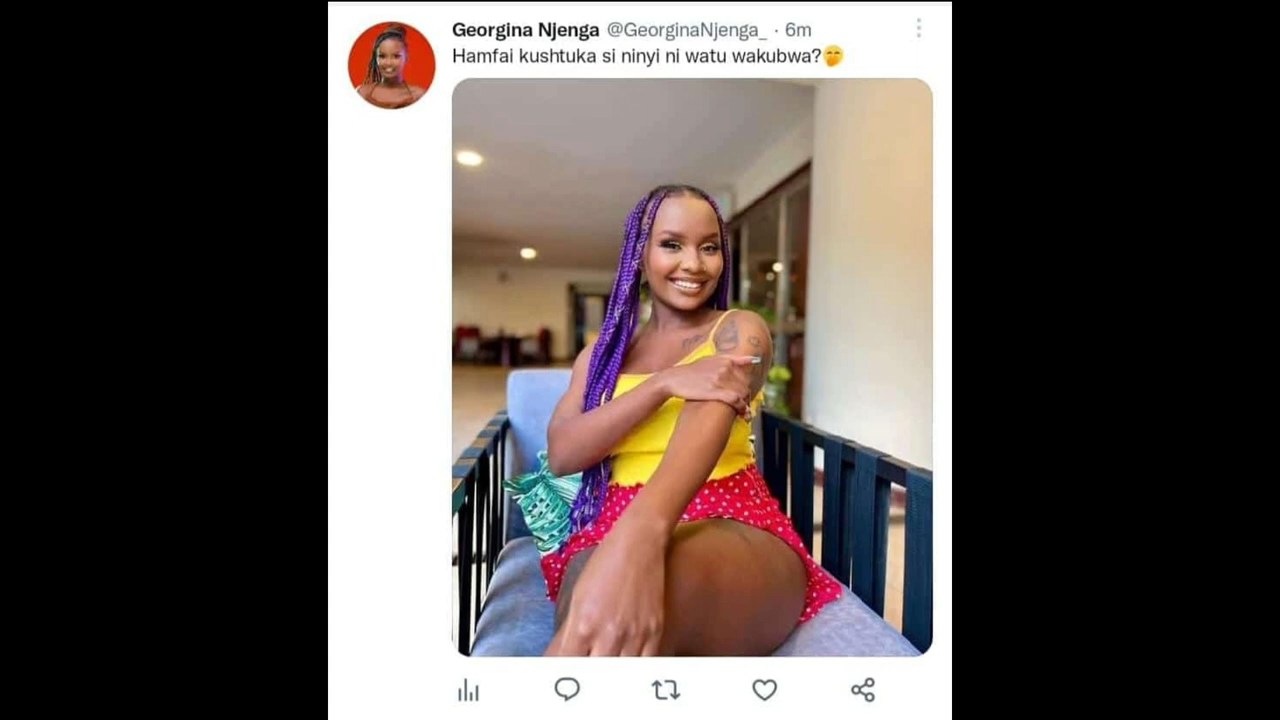 Georgina Njenga @GeorginaNjenga_ · 6m
Hamfai kushtuka si ninyi ni watu wakubwa?🤭